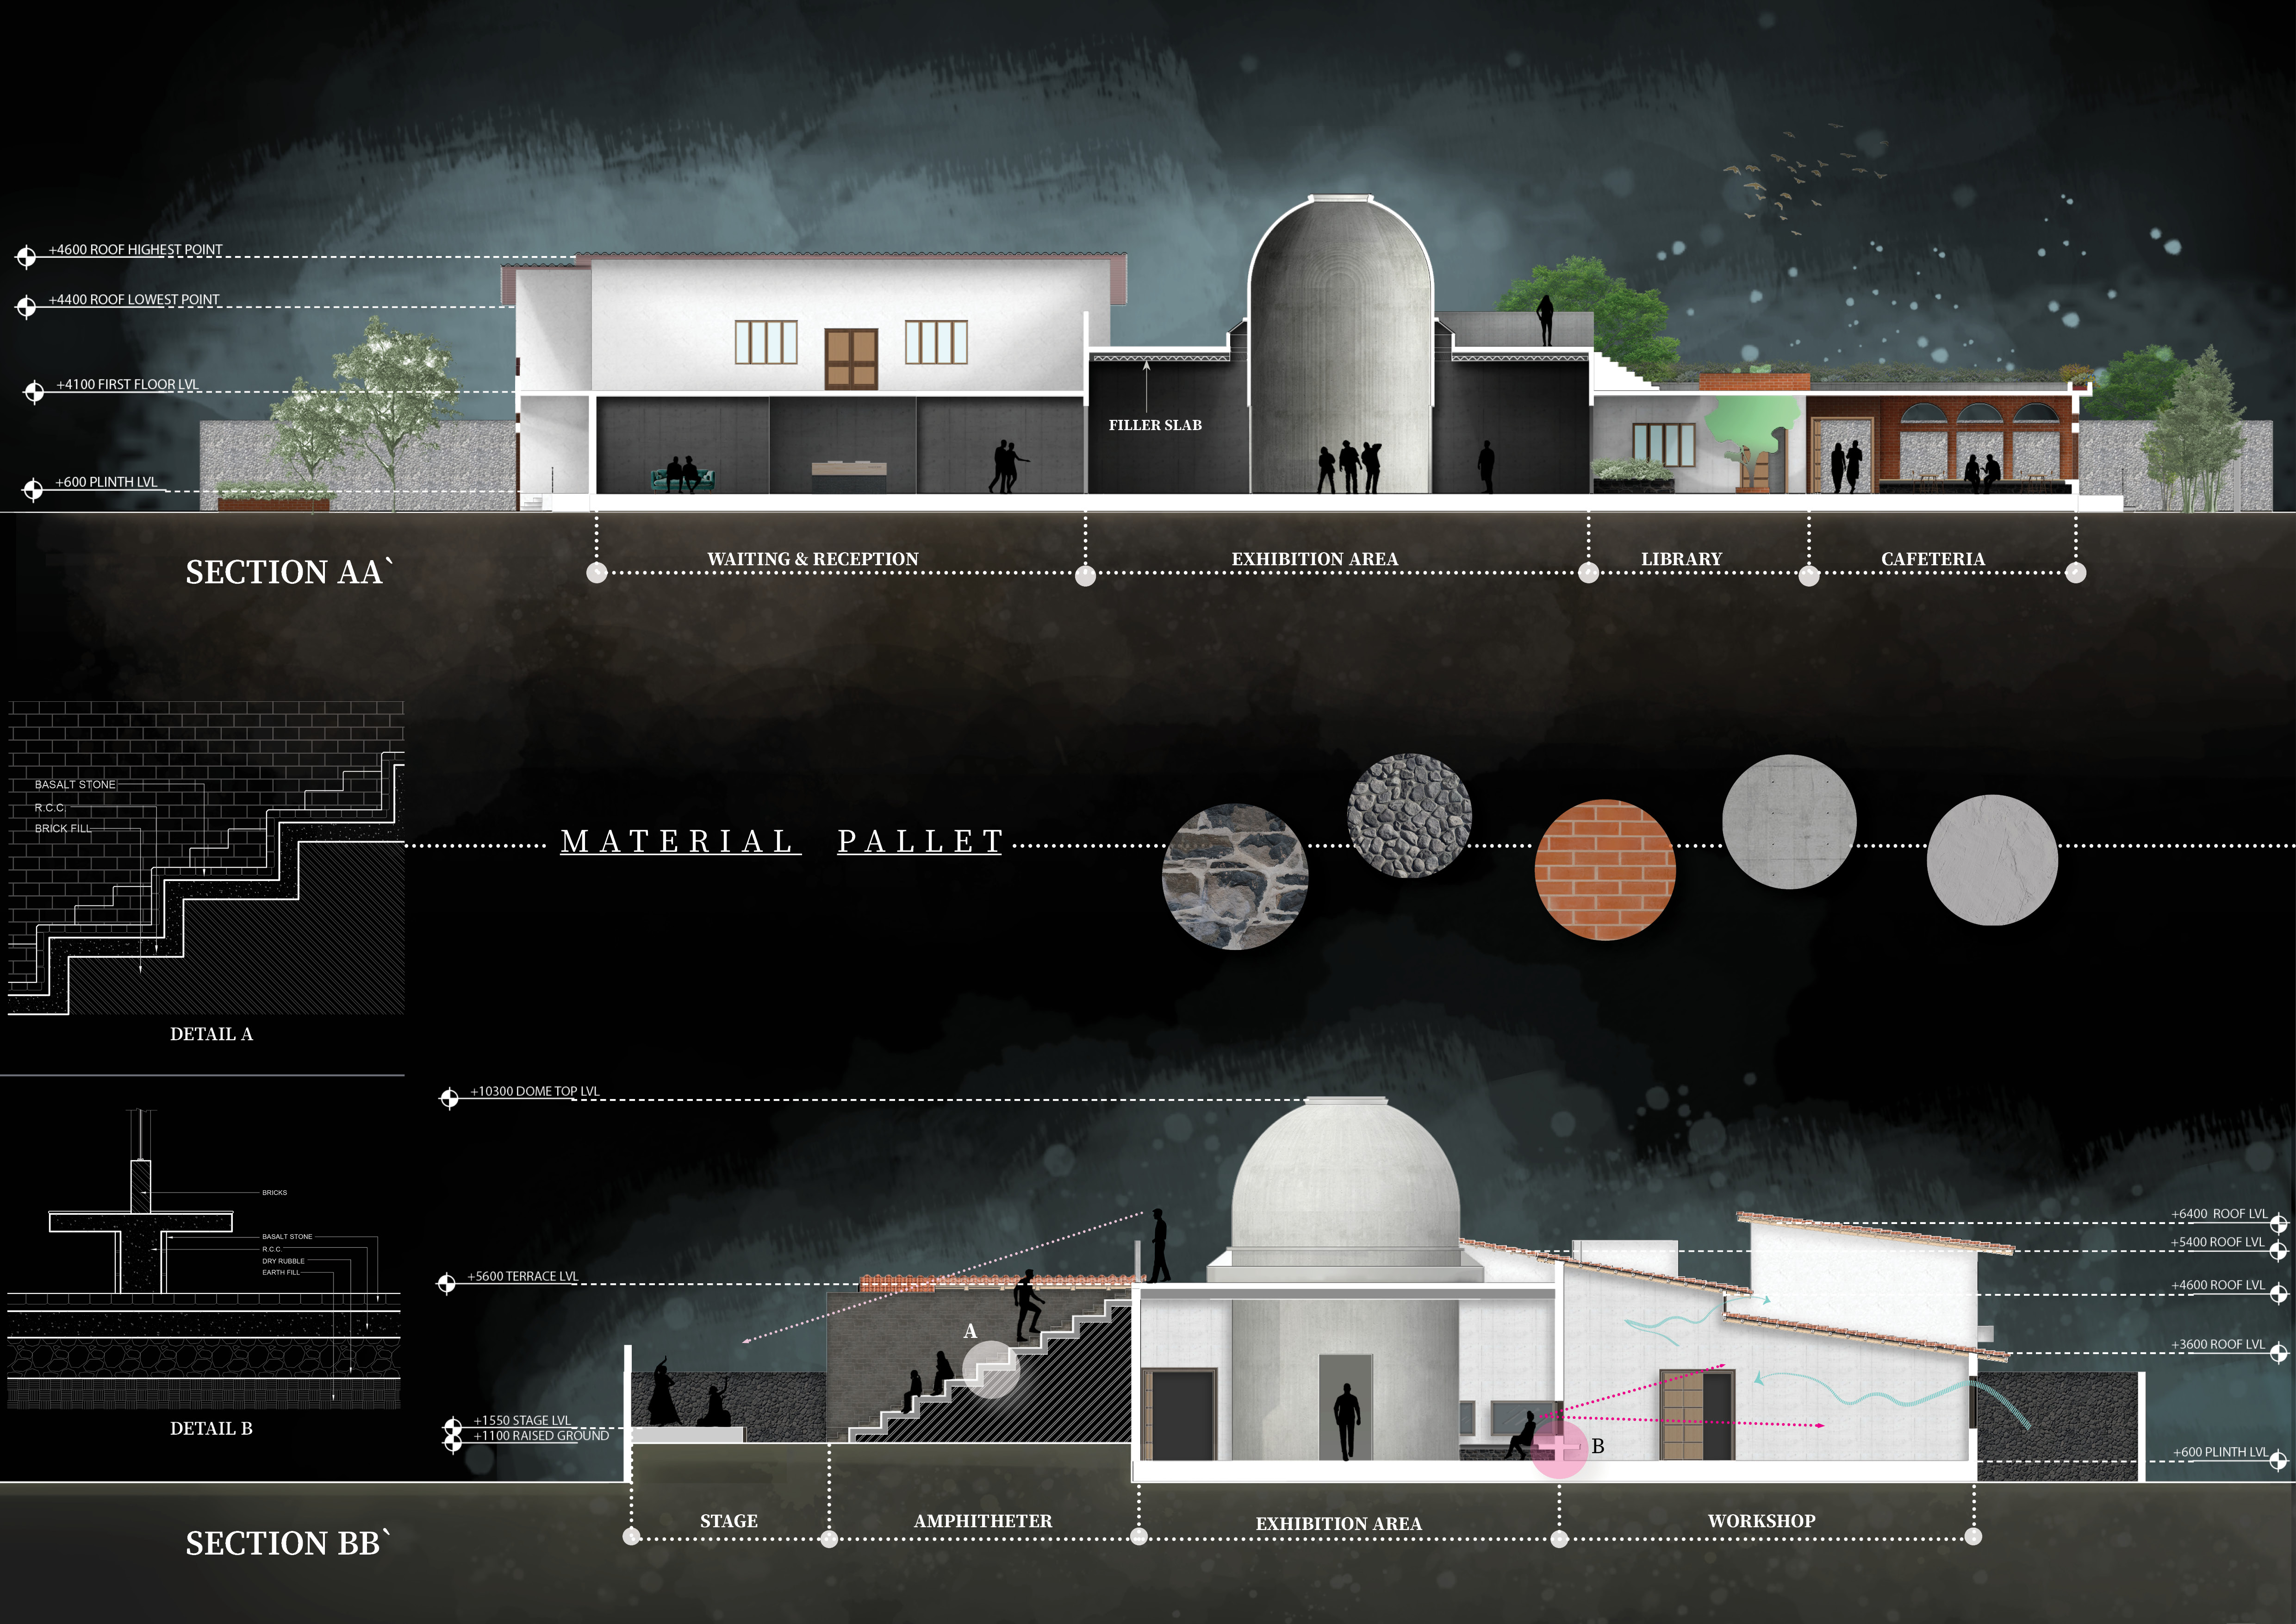 +4600 ROOF HIGHEST POINT
+4400 ROOF LOWEST POINT
+4100 FIRST FLOOR LVL
FILLER SLAB
+600 PLINTH LVL
SECTION AA`
WAITING & RECEPTION
EXHIBITION AREA
LIBRARY
CAFETERIA
BASALT STONE
R.C.C.
BRICK FILL
DETAIL A
MATERIAL PALLET
BRICKS
BASALT STONE
R.C.C.
DRY RUBBLE
EARTH FILL
DETAIL B
+10300 DOME TOP LVL
+5600 TERRACE LVL
+1550 STAGE LVL
+1100 RAISED GROUND
A
B
+6400 ROOF LVL
+5400 ROOF LVL
+4600 ROOF LVL
+3600 ROOF LVL
+600 PLINTH LVL
SECTION BB`
STAGE
AMPHITHETER
EXHIBITION AREA
WORKSHOP